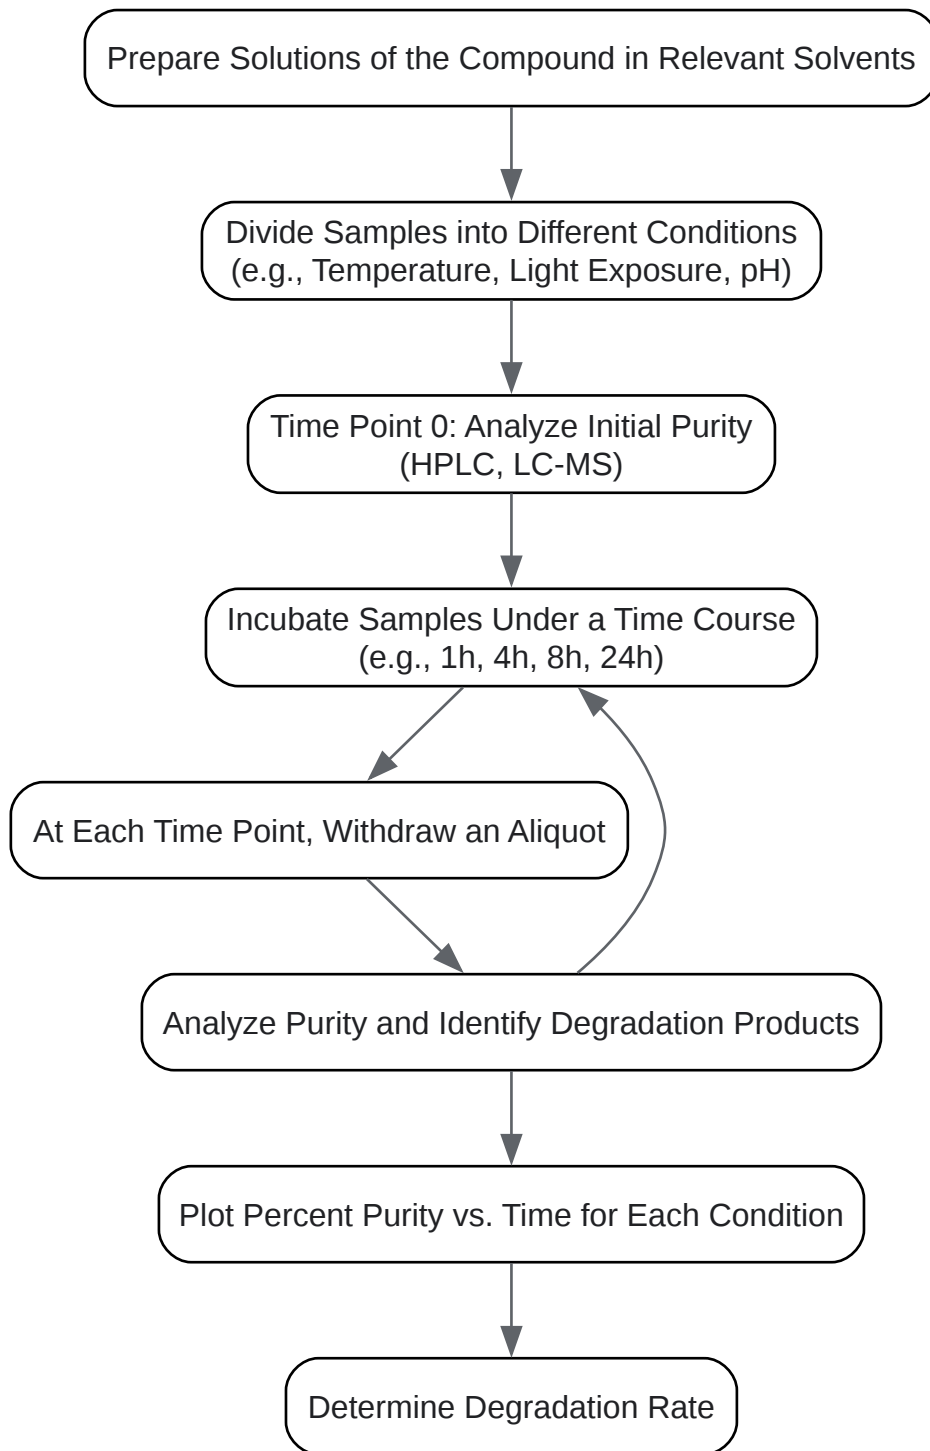 Prepare Solutions of the Compound in Relevant Solvents
Divide Samples into Different Conditions
(e.g., Temperature, Light Exposure, pH)
Time Point 0: Analyze Initial Purity
(HPLC, LC-MS)
Incubate Samples Under a Time Course
(e.g., 1h, 4h, 8h, 24h)
At Each Time Point, Withdraw an Aliquot
Analyze Purity and Identify Degradation Products
Plot Percent Purity vs. Time for Each Condition
Determine Degradation Rate